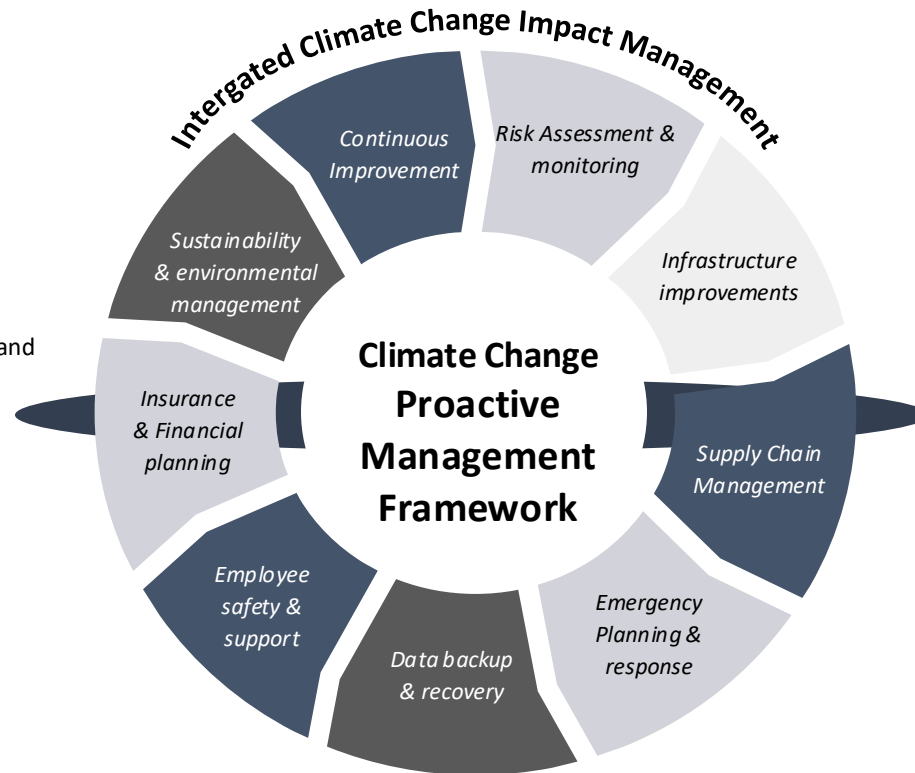 Intergated Climate Change Impact Management
Continuous
Improvement
Risk Assessment &
monitoring
Infrastructure
improvements
Supply Chain
Management
Emergency
Planning &
response
Data backup
& recovery
Employee
safety &
support
Insurance
& Financial
planning
Sustainability
& environmental
management
and
Climate Change
Proactive
Management
Framework